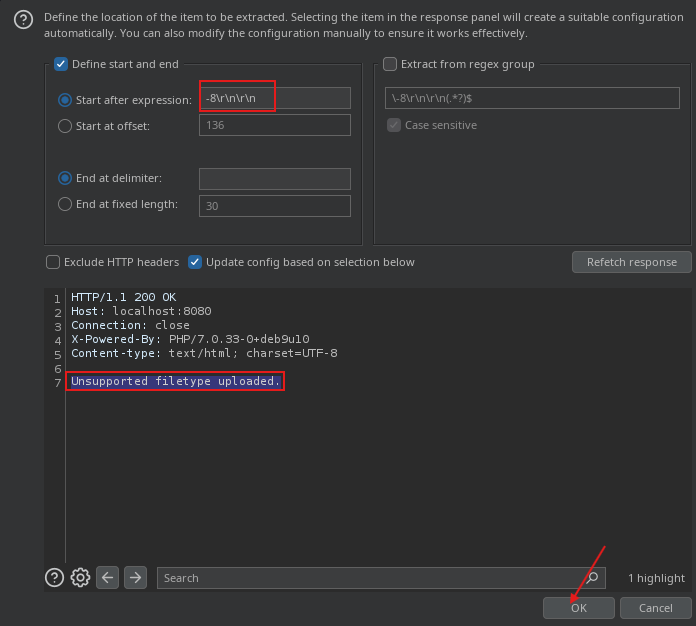 Define the location of the item to be extracted. Selecting the item in the response panel will create a suitable configuration
automatically. You can also modify the configuration manually to ensure it works effectively.
Define start and end
Start after expression: -8\r\n\r\n
Start at offset: 136
End at delimiter:
End at fixed length: 30
Extract from regex group
\-8\r\n\r\n(.*?)$
Case sensitive
Exclude HTTP headers Update config based on selection below Refetch response
1 HTTP/1.1 200 OK
2 Host: localhost:8080
3 Connection: close
4 X-Powered-By: PHP/7.0.33-0+deb9u10
5 Content-type: text/html; charset=UTF-8
6
7 Unsupported filetype uploaded.
Search 1 highlight
OK Cancel